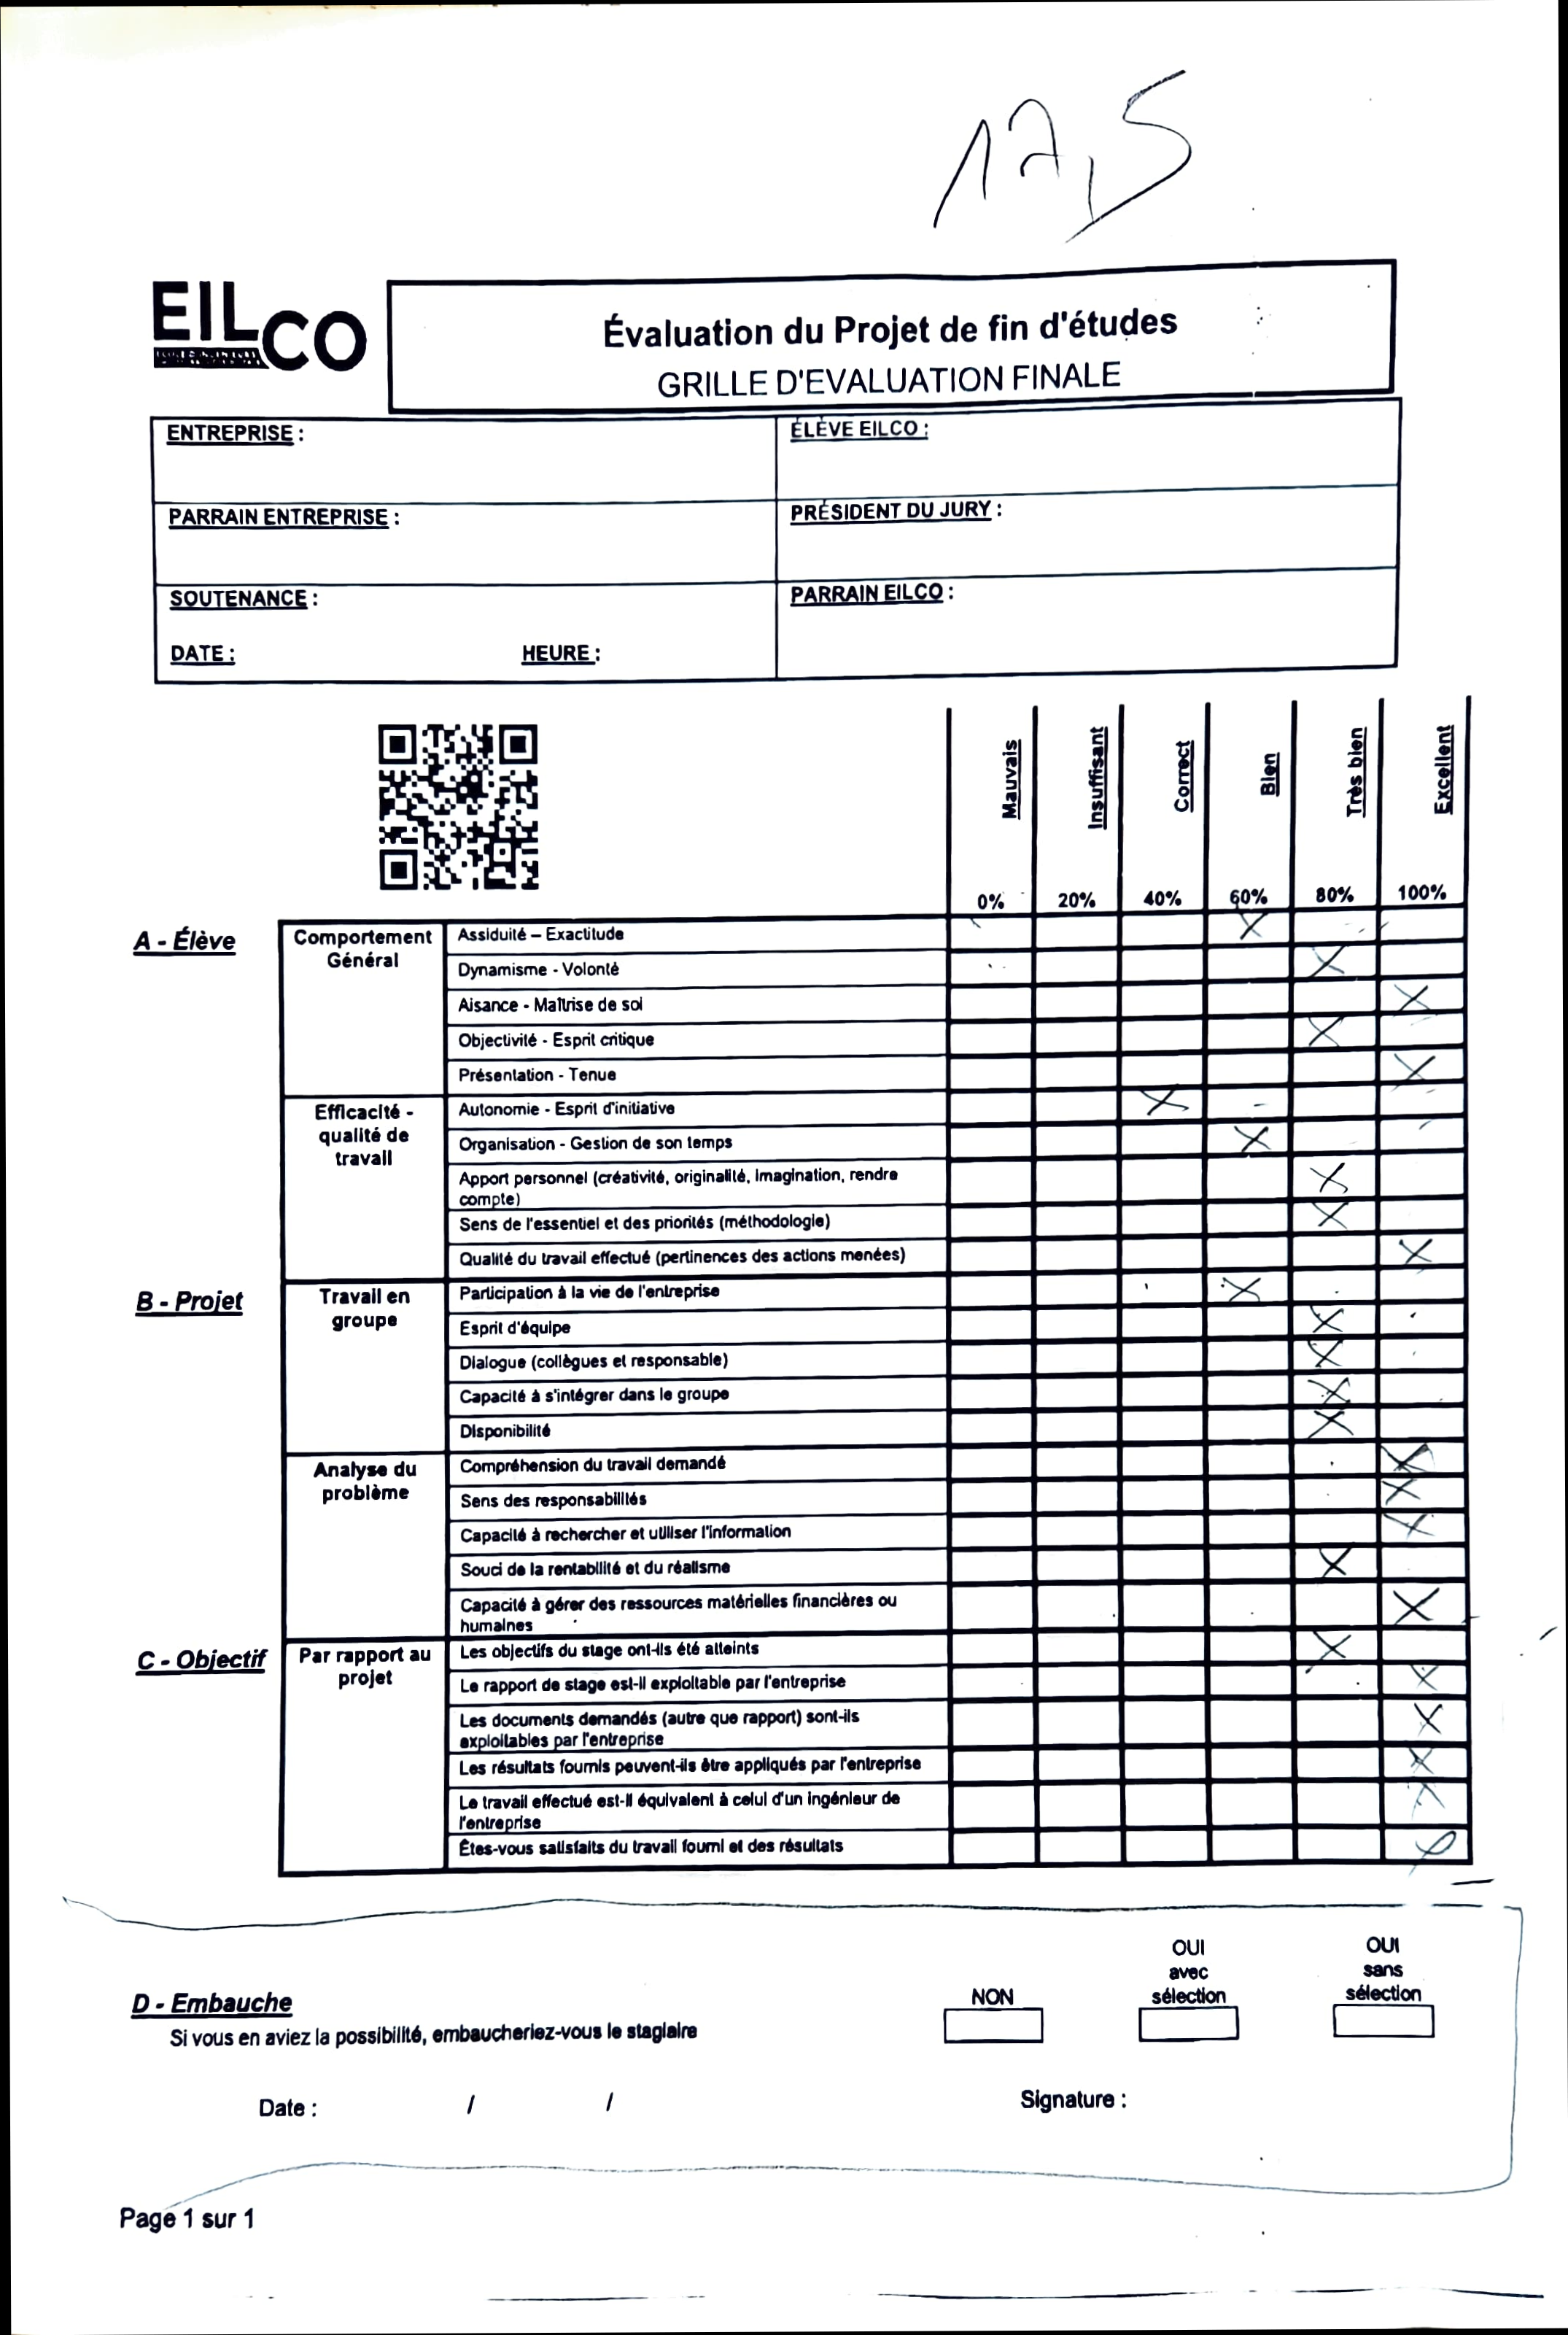 17,5
EILCO
Évaluation du Projet de fin d'études
GRILLE D'EVALUATION FINALE
ENTREPRISE :
ÉLÈVE EILCO :
PARRAIN ENTREPRISE :
PRÉSIDENT DU JURY :
SOUTENANCE :
PARRAIN EILCO :
DATE :
HEURE :
Mauvais
Insuffisant
Correct
Bien
Très bien
Excellent
0% 20% 40% 60% 80% 100%
A - Élève
Comportement
Général
Assiduité – Exactitude
Dynamisme - Volonté
Aisance - Maîtrise de soi
Objectivité - Esprit critique
Présentation - Tenue
Efficacité -
qualité de
travail
Autonomie - Esprit d'initiative
Organisation - Gestion de son temps
Apport personnel (créativité, originalité, imagination, rendre
compte)
Sens de l'essentiel et des priorités (méthodologie)
Qualité du travail effectué (pertinences des actions menées)
B - Projet
Travail en
groupe
Participation à la vie de l'entreprise
Esprit d'équipe
Dialogue (collègues et responsable)
Capacité à s'intégrer dans le groupe
Disponibilité
Analyse du
problème
Compréhension du travail demandé
Sens des responsabilités
Capacité à rechercher et utiliser l'information
Souci de la rentabilité et du réalisme
Capacité à gérer des ressources matérielles financières ou
humaines
C - Objectif
Par rapport au
projet
Les objectifs du stage ont-ils été atteints
Le rapport de stage est-il exploitable par l'entreprise
Les documents demandés (autre que rapport) sont-ils
exploitables par l'entreprise
Les résultats fournis peuvent-ils être appliqués par l'entreprise
Le travail effectué est-il équivalent à celui d'un ingénieur de
l'entreprise
Êtes-vous satisfaits du travail fourni et des résultats
D - Embauche
Si vous en aviez la possibilité, embaucheriez-vous le stagiaire
NON
OUI
avec
sélection
OUI
sans
sélection
Date : / /
Signature :
Page 1 sur 1